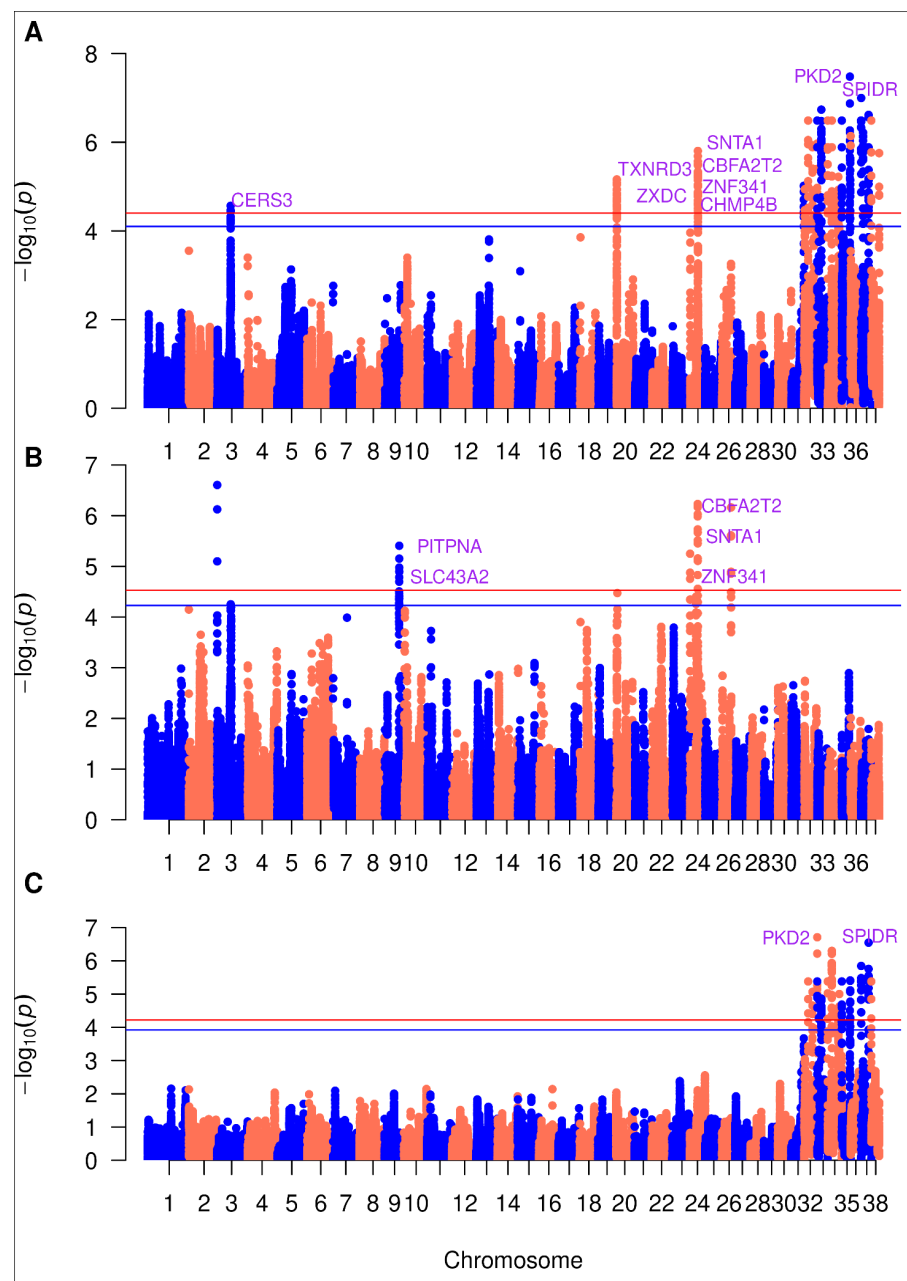 A
8
6
4
2
0
−log10(p)
PKD2
SPIDR
SNTA1
TXNRD3
CBFA2T2
ZNF341
ZXDC
CHMP4B
CERS3
1 2 3 4 5 6 7 8 9 10 12 14 16 18 20 22 24 26 28 30 33 36
B
7
6
5
4
3
2
1
0
−log10(p)
CBFA2T2
SNTA1
PITPNA
SLC43A2
ZNF341
1 2 3 4 5 6 7 8 9 10 12 14 16 18 20 22 24 26 28 30 33 36
C
7
6
5
4
3
2
1
0
−log10(p)
PKD2
SPIDR
1 2 3 4 5 6 7 8 9 10 12 14 16 18 20 22 24 26 28 30 32 35 38
Chromosome